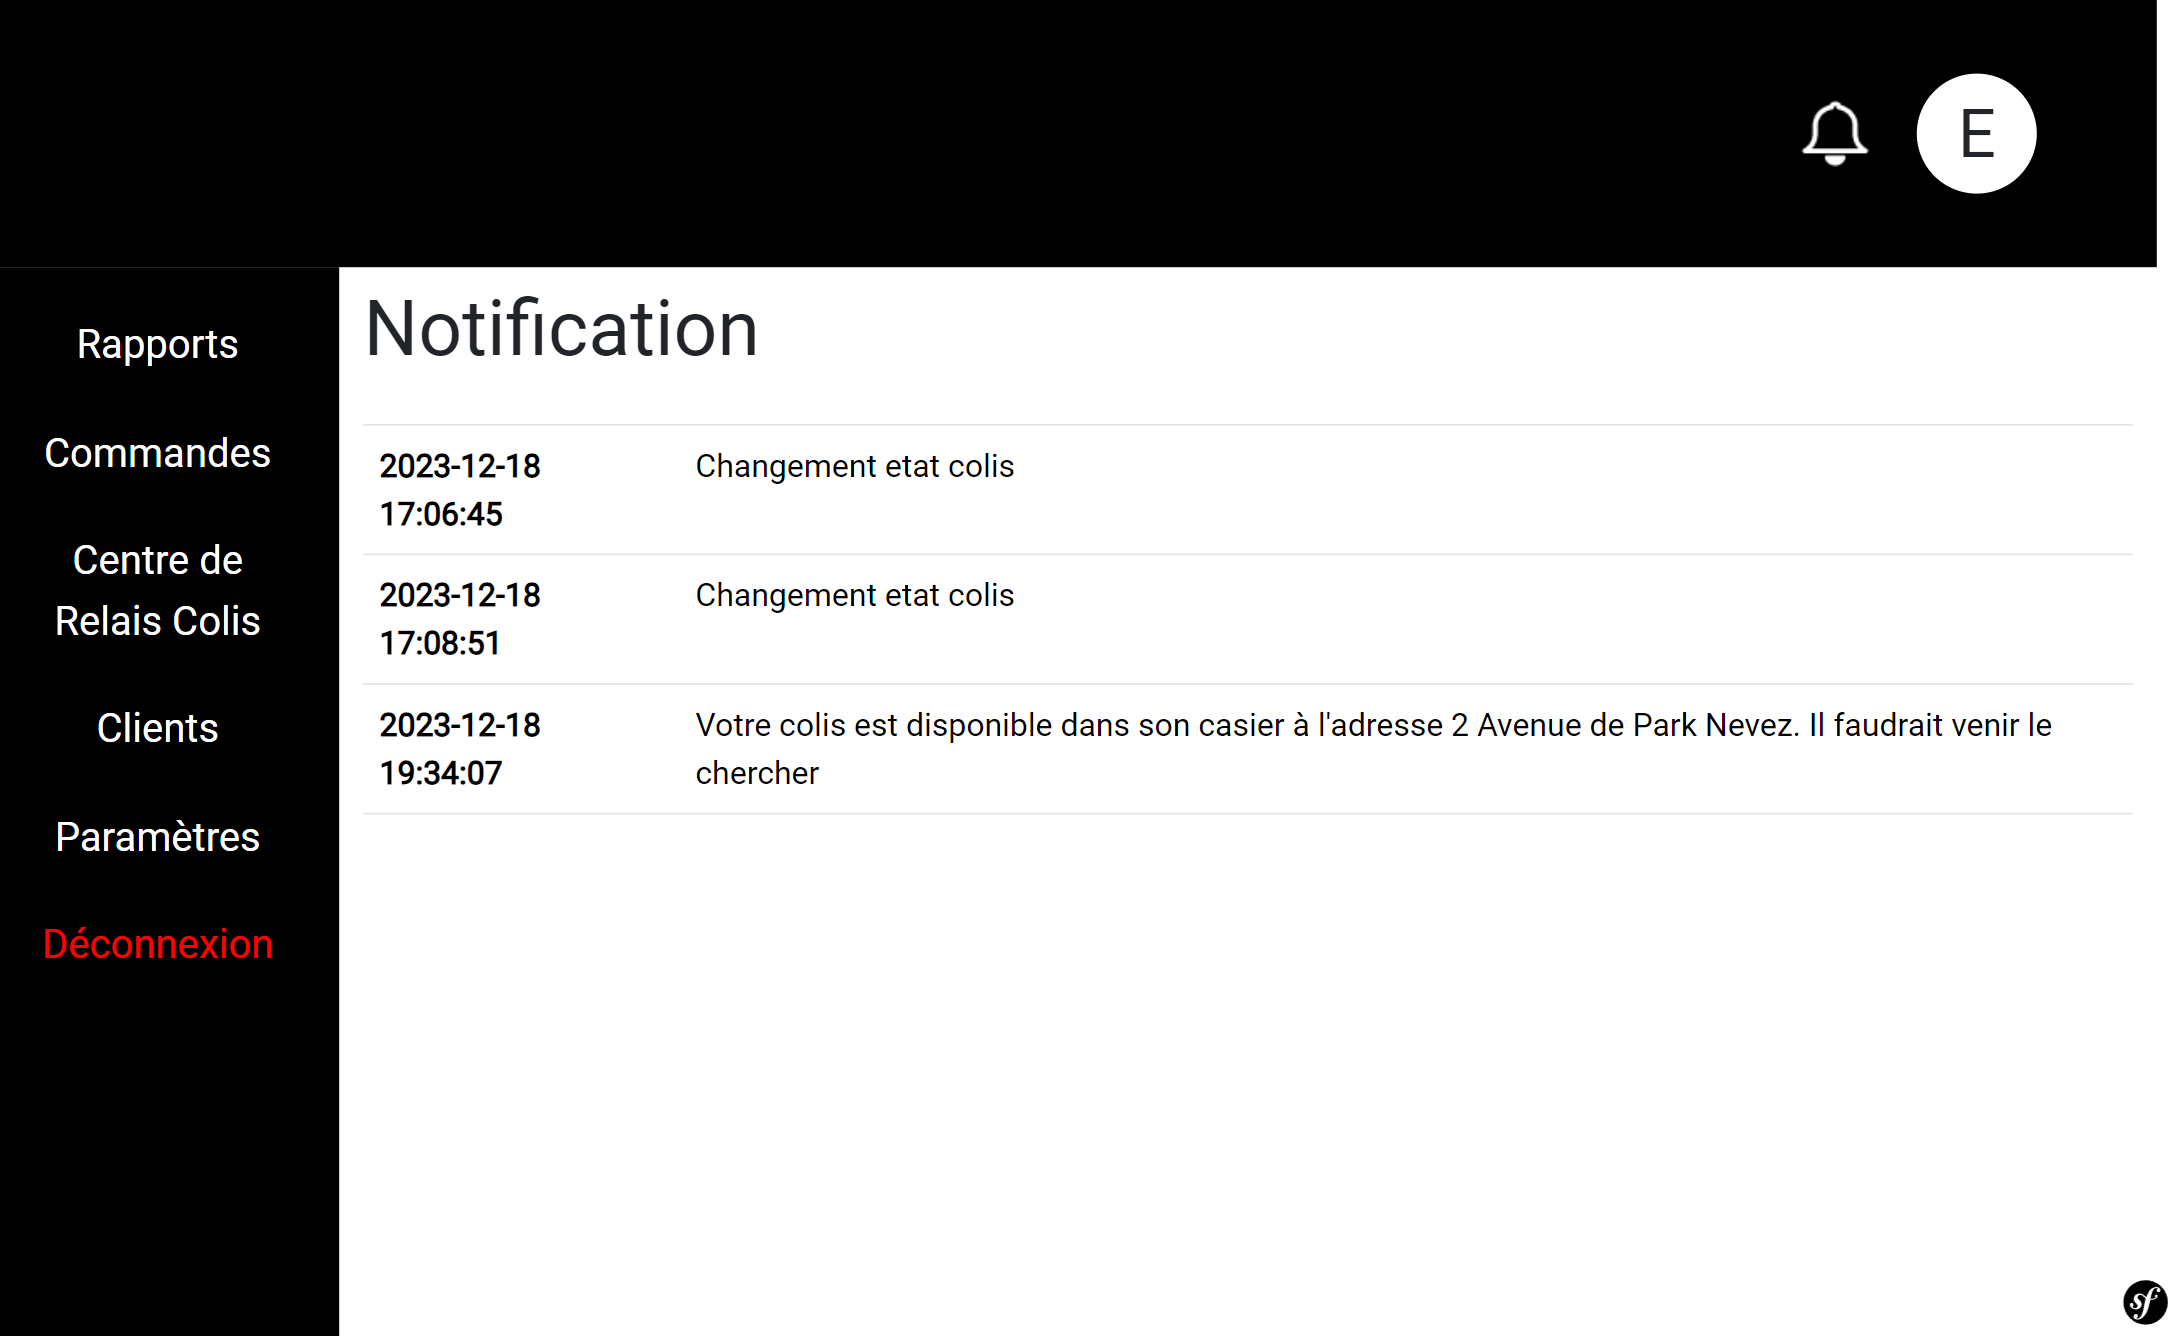 E
Rapports
Commandes
Centre de
Relais Colis
Clients
Paramètres
Déconnexion
Notification
2023-12-18
17:06:45
Changement etat colis
2023-12-18
17:08:51
Changement etat colis
2023-12-18
19:34:07
Votre colis est disponible dans son casier à l'adresse 2 Avenue de Park Nevez. Il faudrait venir le
chercher
sf